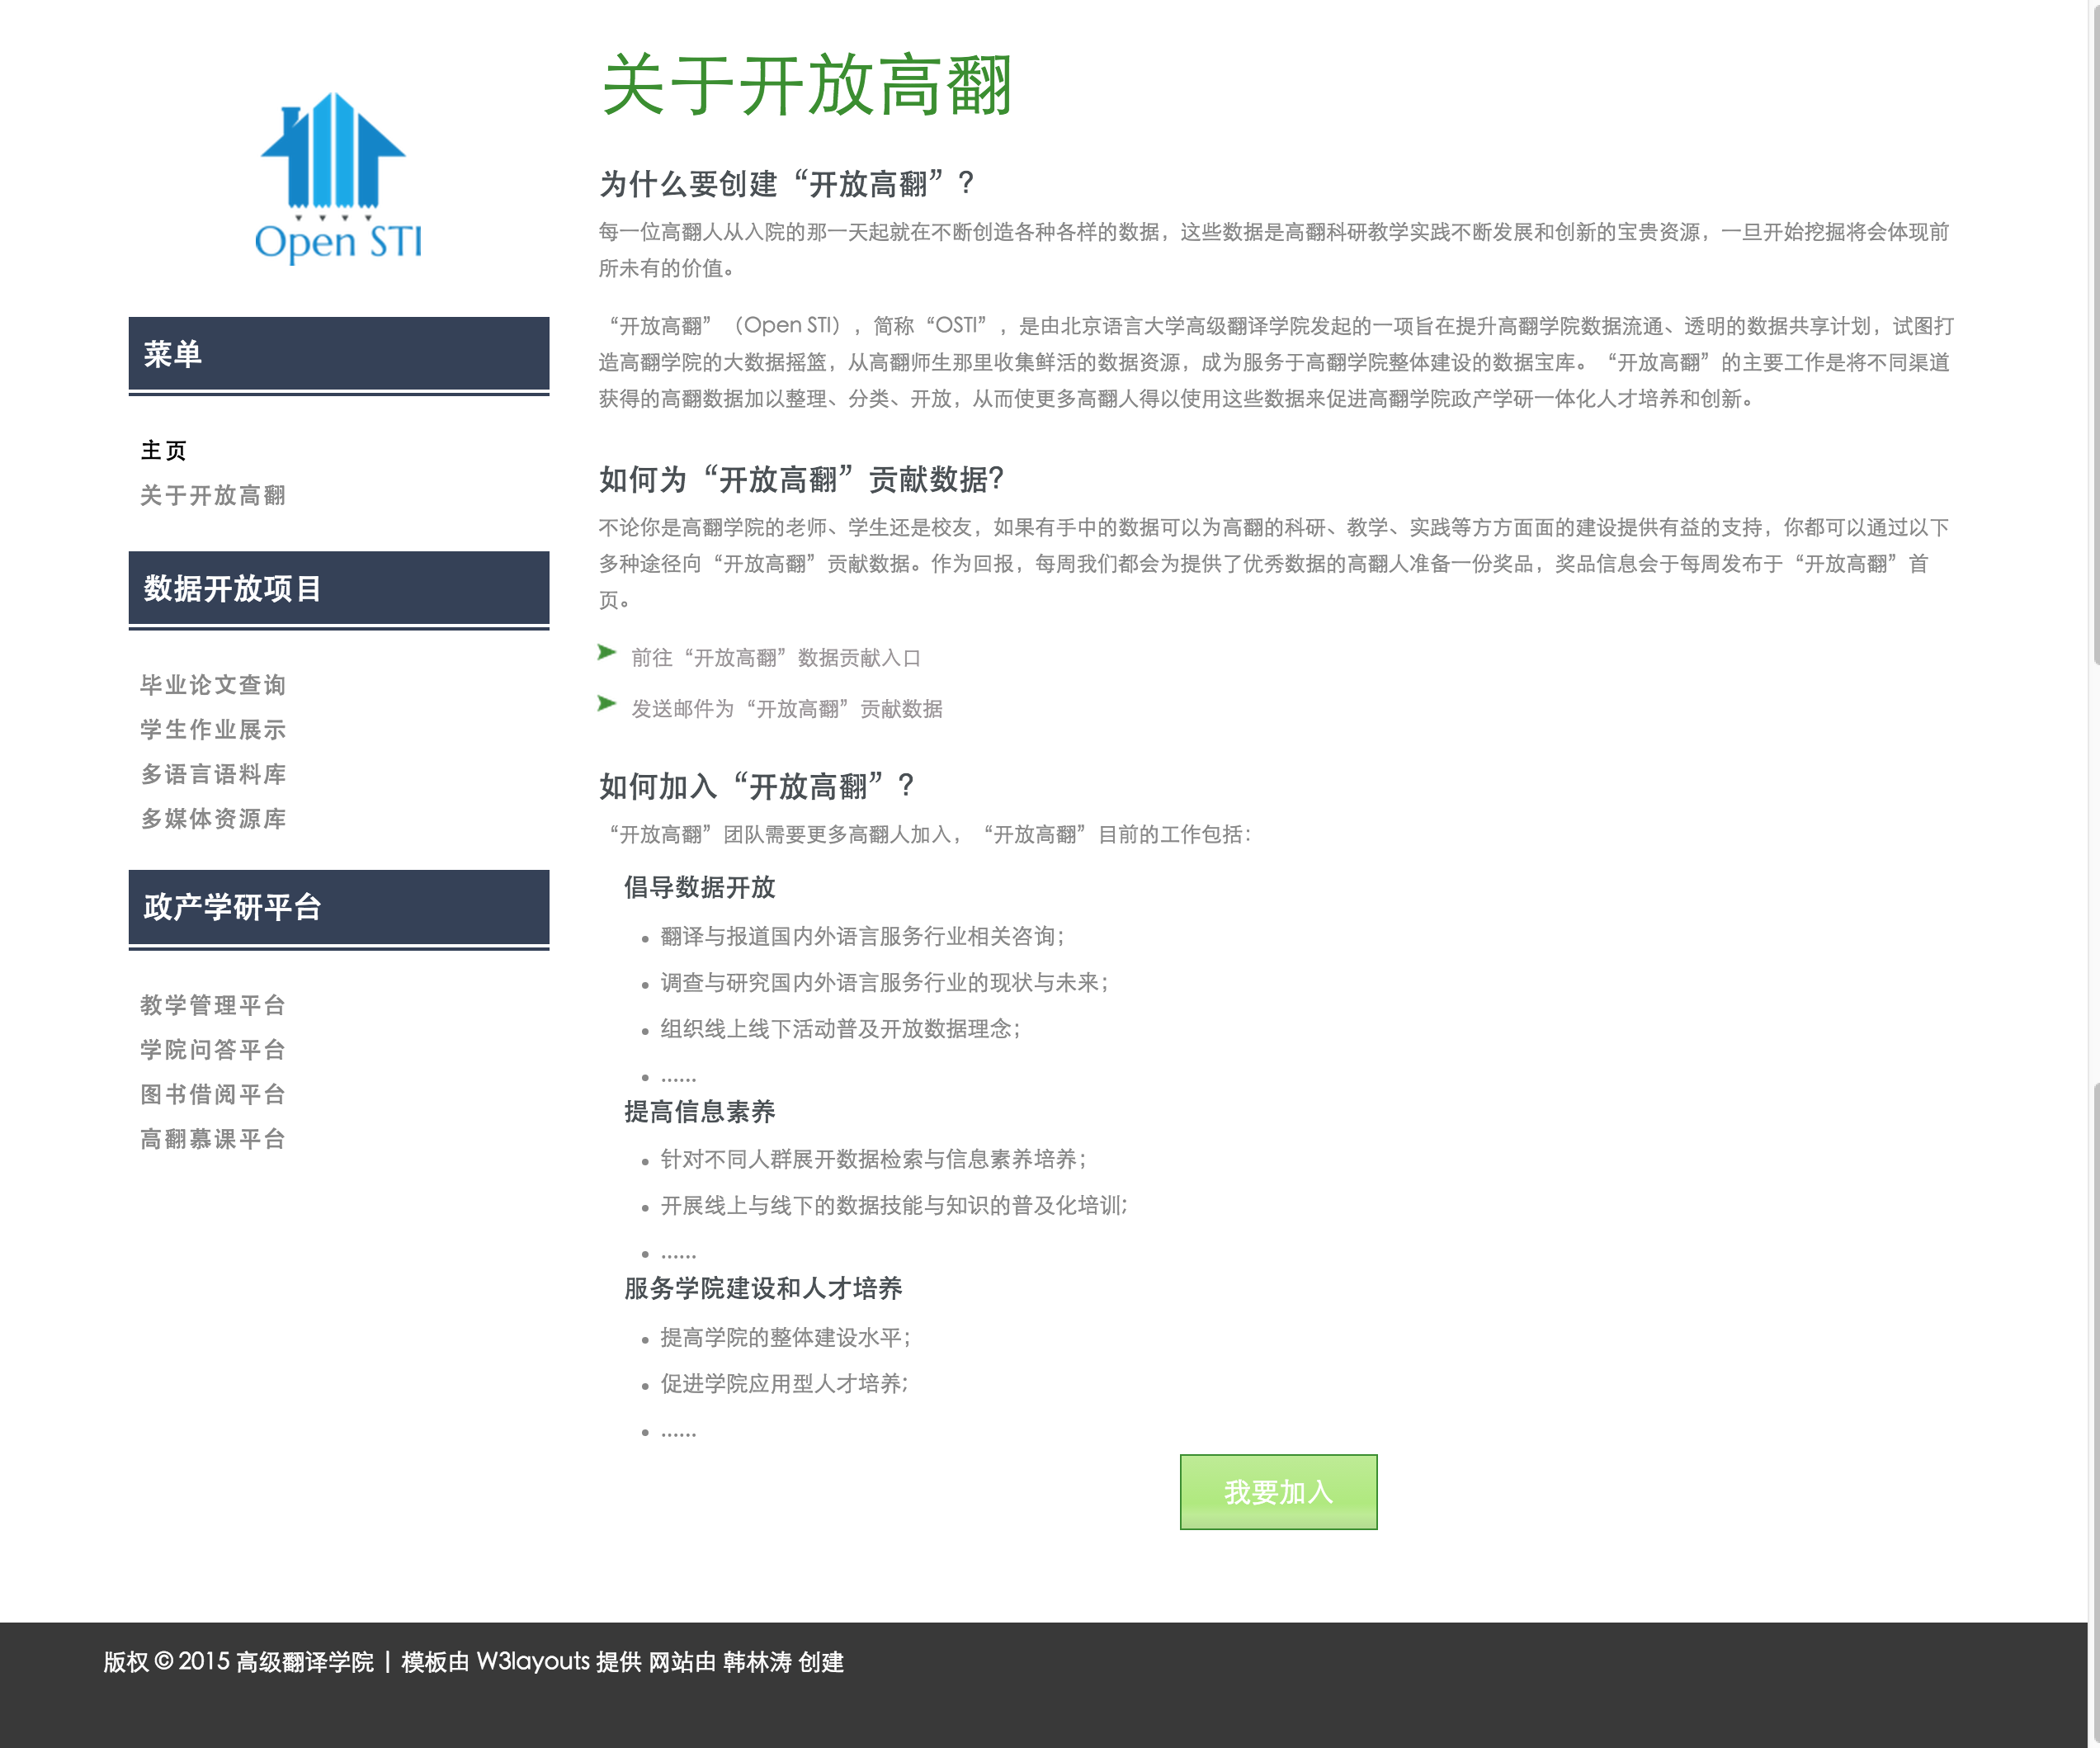 Open STI
菜单
主页
关于开放高翻
数据开放项目
毕业论文查询
学生作业展示
多语言语料库
多媒体资源库
政产学研平台
教学管理平台
学院问答平台
图书借阅平台
高翻慕课平台
关于开放高翻
为什么要创建“开放高翻”?
每一位高翻人从入院的那一天起就在不断创造各种各样的数据，这些数据是高翻科研教学实践不断发展和创新的宝贵资源，一旦开始挖掘将会体现前
所未有的价值。
“开放高翻”（Open STI），简称“OSTI”，是由北京语言大学高级翻译学院发起的一项旨在提升高翻学院数据流通、透明的数据共享计划，试图打
造高翻学院的大数据摇篮，从高翻师生那里收集鲜活的数据资源，成为服务于高翻学院整体建设的数据宝库。“开放高翻”的主要工作是将不同渠道
获得的高翻数据加以整理、分类、开放，从而使更多高翻人得以使用这些数据来促进高翻学院政产学研一体化人才培养和创新。
如何为“开放高翻”贡献数据?
不论你是高翻学院的老师、学生还是校友，如果有手中的数据可以为高翻的科研、教学、实践等方方面面的建设提供有益的支持，你都可以通过以下
多种途径向“开放高翻”贡献数据。作为回报，每周我们都会为提供了优秀数据的高翻人准备一份奖品，奖品信息会于每周发布于“开放高翻”首
页。
前往“开放高翻”数据贡献入口
发送邮件为“开放高翻”贡献数据
如何加入“开放高翻”?
“开放高翻”团队需要更多高翻人加入，“开放高翻”目前的工作包括：
倡导数据开放
• 翻译与报道国内外语言服务行业相关咨询；
• 调查与研究国内外语言服务行业的现状与未来；
• 组织线上线下活动普及开放数据理念；
• ......
提高信息素养
• 针对不同人群展开数据检索与信息素养培养；
• 开展线上与线下的数据技能与知识的普及化培训;
• ......
服务学院建设和人才培养
• 提高学院的整体建设水平；
• 促进学院应用型人才培养;
• ......
我要加入
版权 © 2015 高级翻译学院 | 模板由 W3layouts 提供 网站由 韩林涛 创建